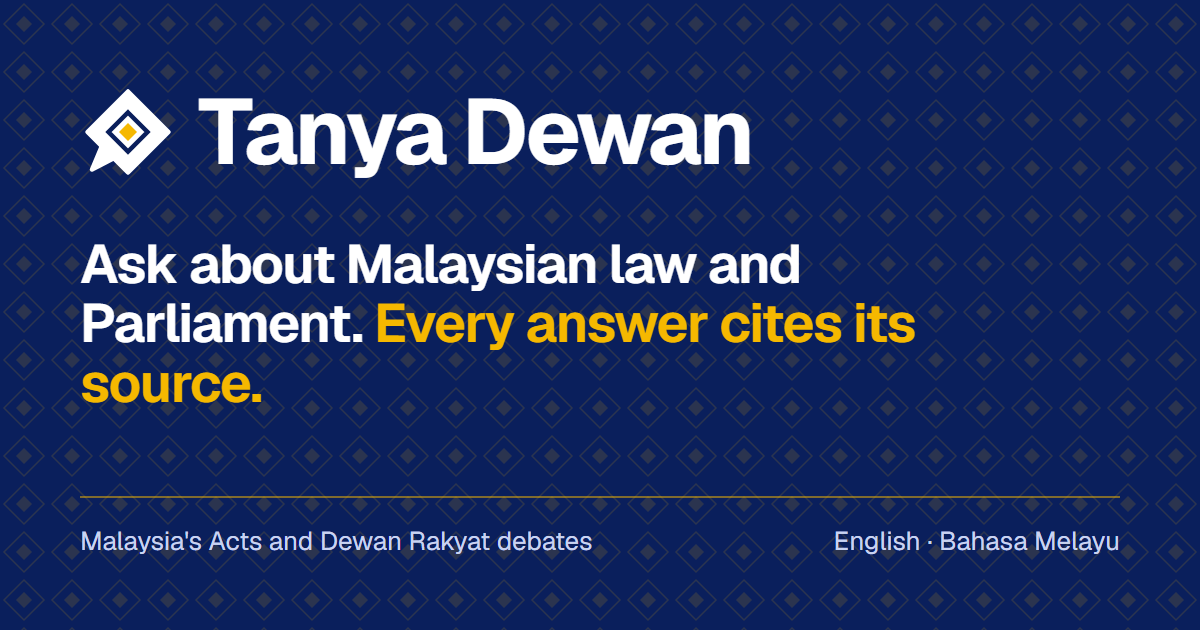 Tanya Dewan
Ask about Malaysian law and
Parliament. Every answer cites its
source.
Malaysia's Acts and Dewan Rakyat debates
English · Bahasa Melayu